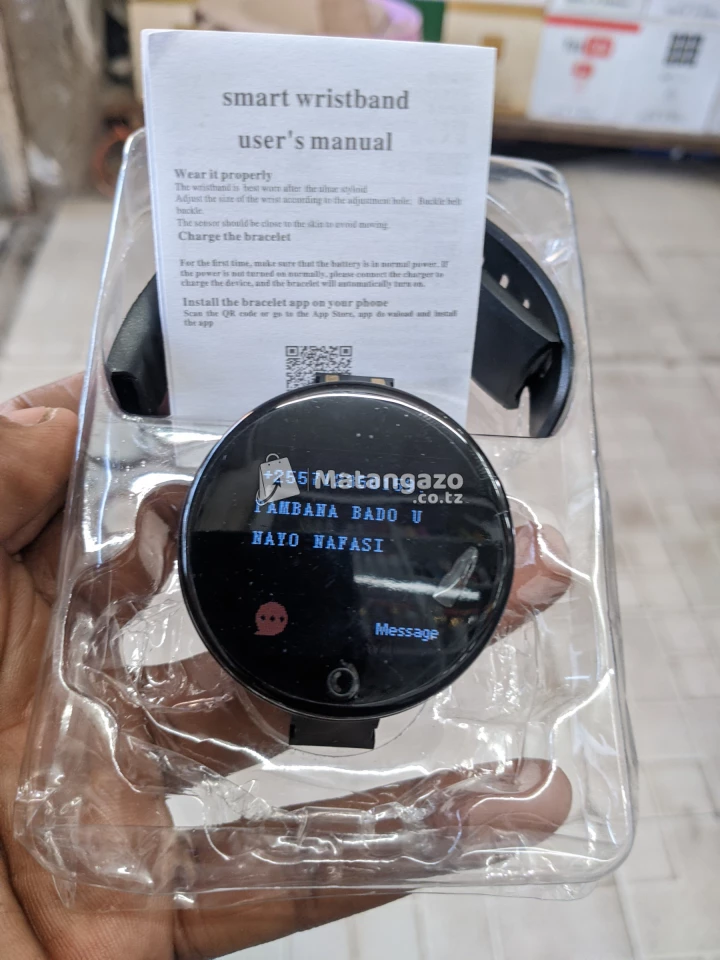 smart wristband
user's manual
Wear it properly
The wristband is best worn after the ulnar styloid
Adjust the size of the wrist according to the adjustment hole; Buckle belt
buckle.
The sensor should be close to the skin to avoid moving.
Charge the bracelet
For the first time, make sure that the battery is in normal power. If
the power is not turned on normally, please connect the charger to
charge the device, and the bracelet will automatically turn on.
Install the bracelet app on your phone
Scan the QR code or go to the App Store, app do wnload and install
the app
Matangazo
.co.tz
PAMBANA BADO U
NAYO NAFASI
Message